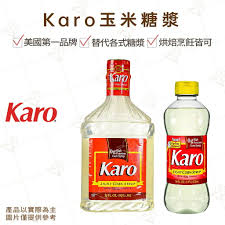 Karo玉米糖漿
美國第一品牌 替代各式糖漿 烘焙烹飪皆可
Karo
Karo
LIGHT CORN SYRUP
Karo
產品以實際為主
圖片僅提供參考